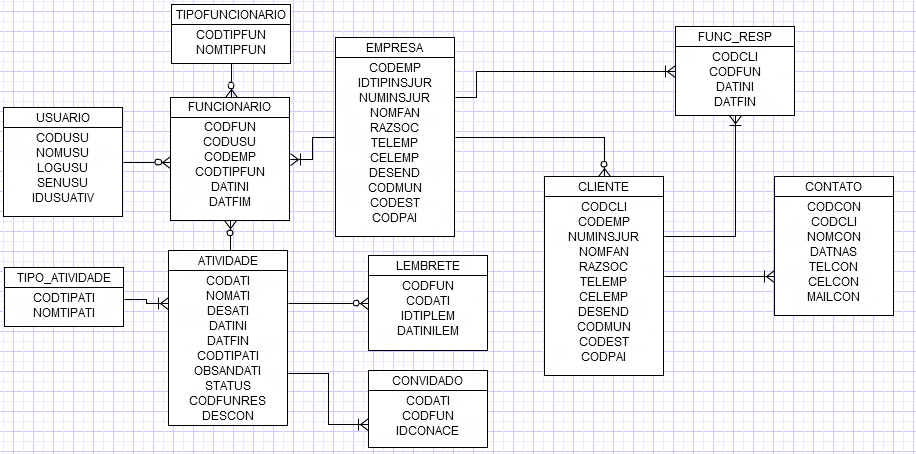 TIPOFUNCIONARIO
CODTIPFUN
NOMTIPFUN
EMPRESA
CODEMP
IDTIPINSJUR
NUMINSJUR
NOMFAN
RAZSOC
TELEMP
CELEMP
DESEND
CODMUN
CODEST
CODPAI
FUNC_RESP
CODCLI
CODFUN
DATINI
DATFIN
USUARIO
CODUSU
NOMUSU
LOGUSU
SENUSU
IDUSUATIV
FUNCIONARIO
CODFUN
CODUSU
CODEMP
CODTIPFUN
DATINI
DATFIM
CLIENTE
CODCLI
CODEMP
NUMINSJUR
NOMFAN
RAZSOC
TELEMP
CELEMP
DESEND
CODMUN
CODEST
CODPAI
CONTATO
CODCON
CODCLI
NOMCON
DATNAS
TELCON
CELCON
MAILCON
TIPO_ATIVIDADE
CODTIPATI
NOMTIPATI
ATIVIDADE
CODATI
NOMATI
DESATI
DATINI
DATFIN
CODTIPATI
OBSANDATI
STATUS
CODFUNRES
DESCON
LEMBRETE
CODFUN
CODATI
IDTIPLEM
DATINILEM
CONVIDADO
CODATI
CODFUN
IDCONACE